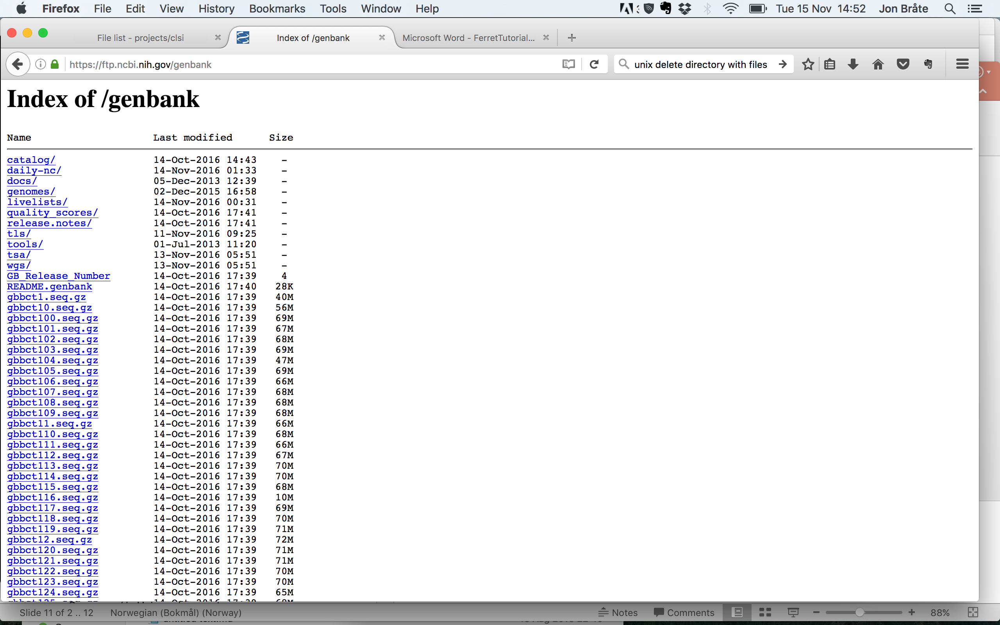 Firefox File Edit View History Bookmarks Tools Window Help Tue 15 Nov 14:52 Jon Bråte
File list - projects/clsi Index of /genbank Microsoft Word - FerretTutorial...
https://ftp.ncbi.nih.gov/genbank unix delete directory with files
Index of /genbank
Name Last modified Size
catalog/ 14-Oct-2016 14:43 -
daily-nc/ 14-Nov-2016 01:33 -
docs/ 05-Dec-2013 12:39 -
genomes/ 02-Dec-2015 16:58 -
livelists/ 14-Nov-2016 00:31 -
quality_scores/ 14-Oct-2016 17:41 -
release.notes/ 14-Oct-2016 17:41 -
tls/ 11-Nov-2016 09:25 -
tools/ 01-Jul-2013 11:20 -
tsa/ 13-Nov-2016 05:51 -
wgs/ 13-Nov-2016 05:51 -
GB_Release_Number 14-Oct-2016 17:39 4
README.genbank 14-Oct-2016 17:40 28K
gbbct1.seq.gz 14-Oct-2016 17:39 40M
gbbct10.seq.gz 14-Oct-2016 17:39 56M
gbbct100.seq.gz 14-Oct-2016 17:39 69M
gbbct101.seq.gz 14-Oct-2016 17:39 67M
gbbct102.seq.gz 14-Oct-2016 17:39 68M
gbbct103.seq.gz 14-Oct-2016 17:39 69M
gbbct104.seq.gz 14-Oct-2016 17:39 47M
gbbct105.seq.gz 14-Oct-2016 17:39 69M
gbbct106.seq.gz 14-Oct-2016 17:39 66M
gbbct107.seq.gz 14-Oct-2016 17:39 68M
gbbct108.seq.gz 14-Oct-2016 17:39 68M
gbbct109.seq.gz 14-Oct-2016 17:39 68M
gbbct11.seq.gz 14-Oct-2016 17:39 66M
gbbct110.seq.gz 14-Oct-2016 17:39 68M
gbbct111.seq.gz 14-Oct-2016 17:39 66M
gbbct112.seq.gz 14-Oct-2016 17:39 67M
gbbct113.seq.gz 14-Oct-2016 17:39 70M
gbbct114.seq.gz 14-Oct-2016 17:39 70M
gbbct115.seq.gz 14-Oct-2016 17:39 68M
gbbct116.seq.gz 14-Oct-2016 17:39 10M
gbbct117.seq.gz 14-Oct-2016 17:39 69M
gbbct118.seq.gz 14-Oct-2016 17:39 70M
gbbct119.seq.gz 14-Oct-2016 17:39 71M
gbbct12.seq.gz 14-Oct-2016 17:39 72M
gbbct120.seq.gz 14-Oct-2016 17:39 71M
gbbct121.seq.gz 14-Oct-2016 17:39 71M
gbbct122.seq.gz 14-Oct-2016 17:39 70M
gbbct123.seq.gz 14-Oct-2016 17:39 70M
gbbct124.seq.gz 14-Oct-2016 17:39 65M
Slide 11 of 2 .. 12 Norwegian (Bokmål) (Norway) Notes Comments 88%